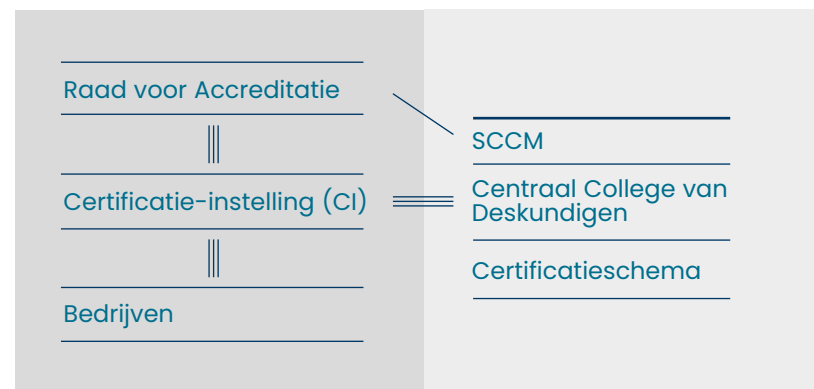 Raad voor Accreditatie
Certificatie-instelling (CI)
Bedrijven
SCCM
Centraal College van
Deskundigen
Certificatieschema